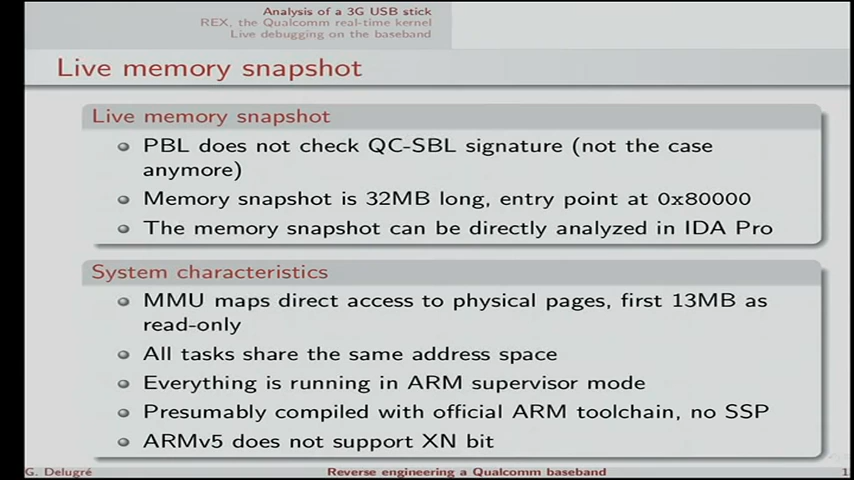 Analysis of a 3G USB stick
REX, the Qualcomm real-time kernel
Live debugging on the baseband
Live memory snapshot
Live memory snapshot
PBL does not check QC-SBL signature (not the case
anymore)
Memory snapshot is 32MB long, entry point at 0x80000
The memory snapshot can be directly analyzed in IDA Pro
System characteristics
MMU maps direct access to physical pages, first 13MB as
read-only
All tasks share the same address space
Everything is running in ARM supervisor mode
Presumably compiled with official ARM toolchain, no SSP
ARMv5 does not support XN bit
G. Delugré
Reverse engineering a Qualcomm baseband